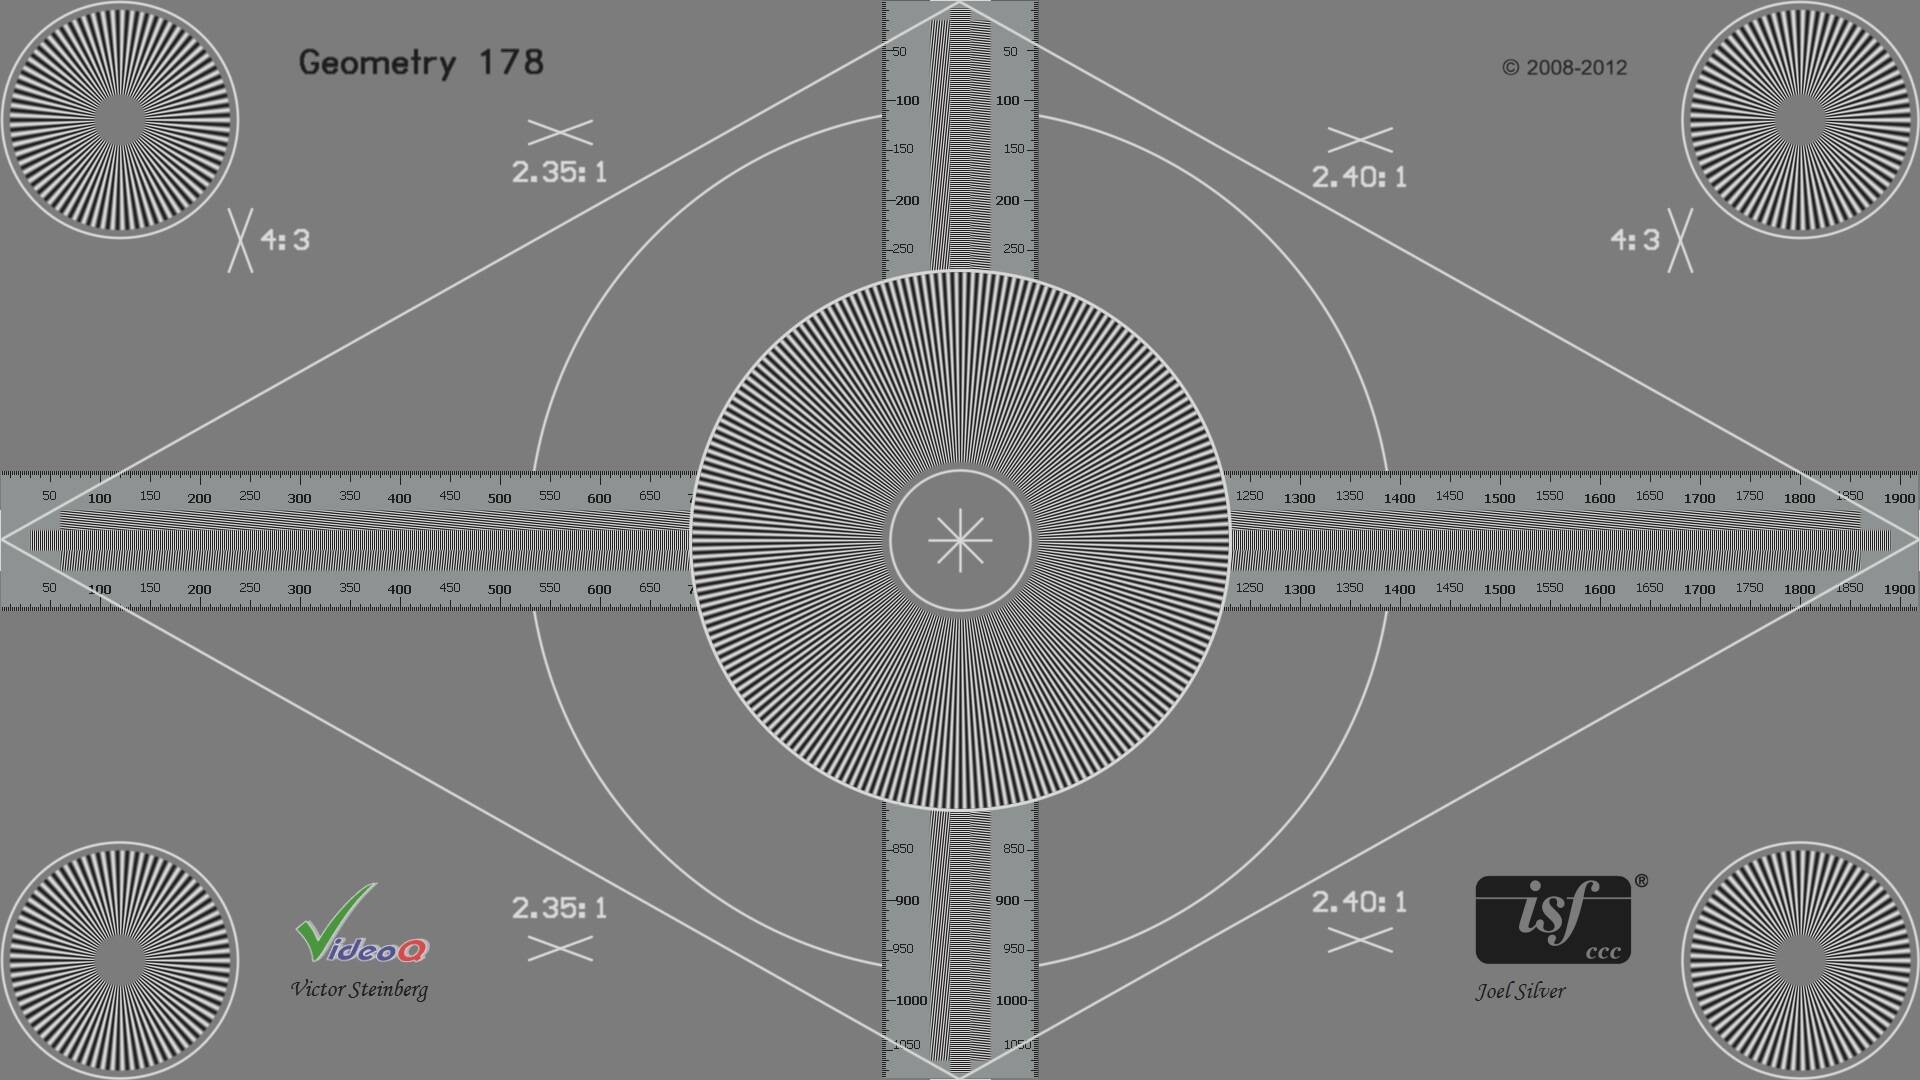 Geometry 178
© 2008-2012
2.35:1
2.40:1
4:3
4:3
50 50
100 100
150 150
200 200
250 250
50 100 150 200 250 300 350 400 450 500 550 600 650
1250 1300 1350 1400 1450 1500 1550 1600 1650 1700 1750 1800 1850 1900
50 100 150 200 250 300 350 400 450 500 550 600 650
1250 1300 1350 1400 1450 1500 1550 1600 1650 1700 1750 1800 1850 1900
850 850
900 900
950 950
1000 1000
1050 1050
2.35:1
2.40:1
VideoQ
Victor Steinberg
isf ®
ccc
Joel Silver